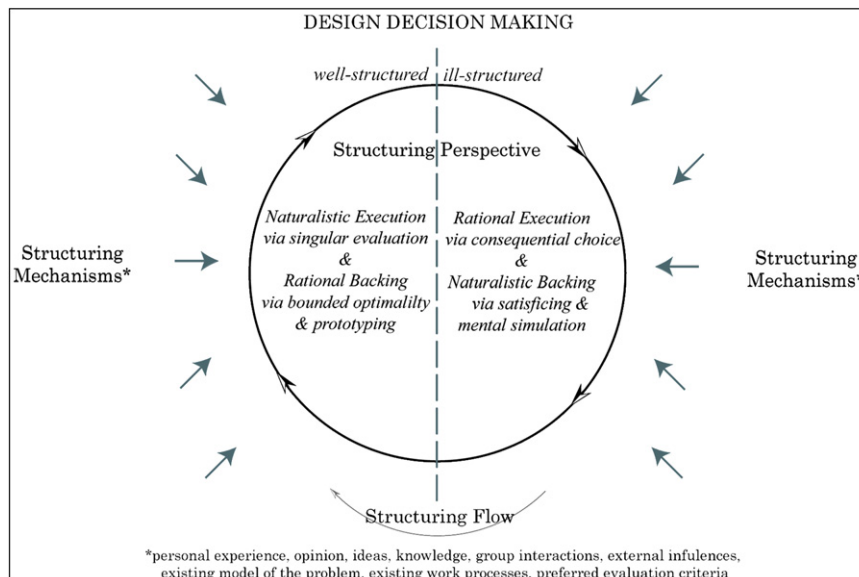 DESIGN DECISION MAKING
well-structured ill-structured
Structuring Perspective
Naturalistic Execution
via singular evaluation
&
Rational Backing
via bounded optimalilty
& prototyping
Rational Execution
via consequential choice
&
Naturalistic Backing
via satisficing &
mental simulation
Structuring
Mechanisms*
Structuring
Mechanisms*
Structuring Flow
*personal experience, opinion, ideas, knowledge, group interactions, external infulences,
existing model of the problem, existing work processes, preferred evaluation criteria